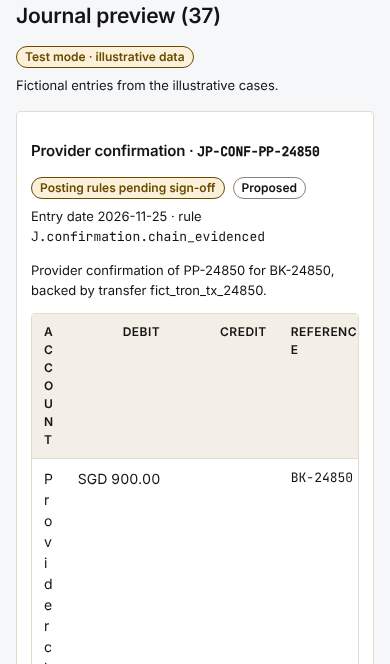 Journal preview (37)
Test mode · illustrative data
Fictional entries from the illustrative cases.
Provider confirmation · JP-CONF-PP-24850
Posting rules pending sign-off
Proposed
Entry date 2026-11-25 · rule
J.confirmation.chain_evidenced
Provider confirmation of PP-24850 for BK-24850,
backed by transfer fict_tron_tx_24850.
A
C
C
O
U
N
T
DEBIT
CREDIT
REFERENC
E
P
r
o
v
i
d
e
r
c
SGD 900.00
BK-24850